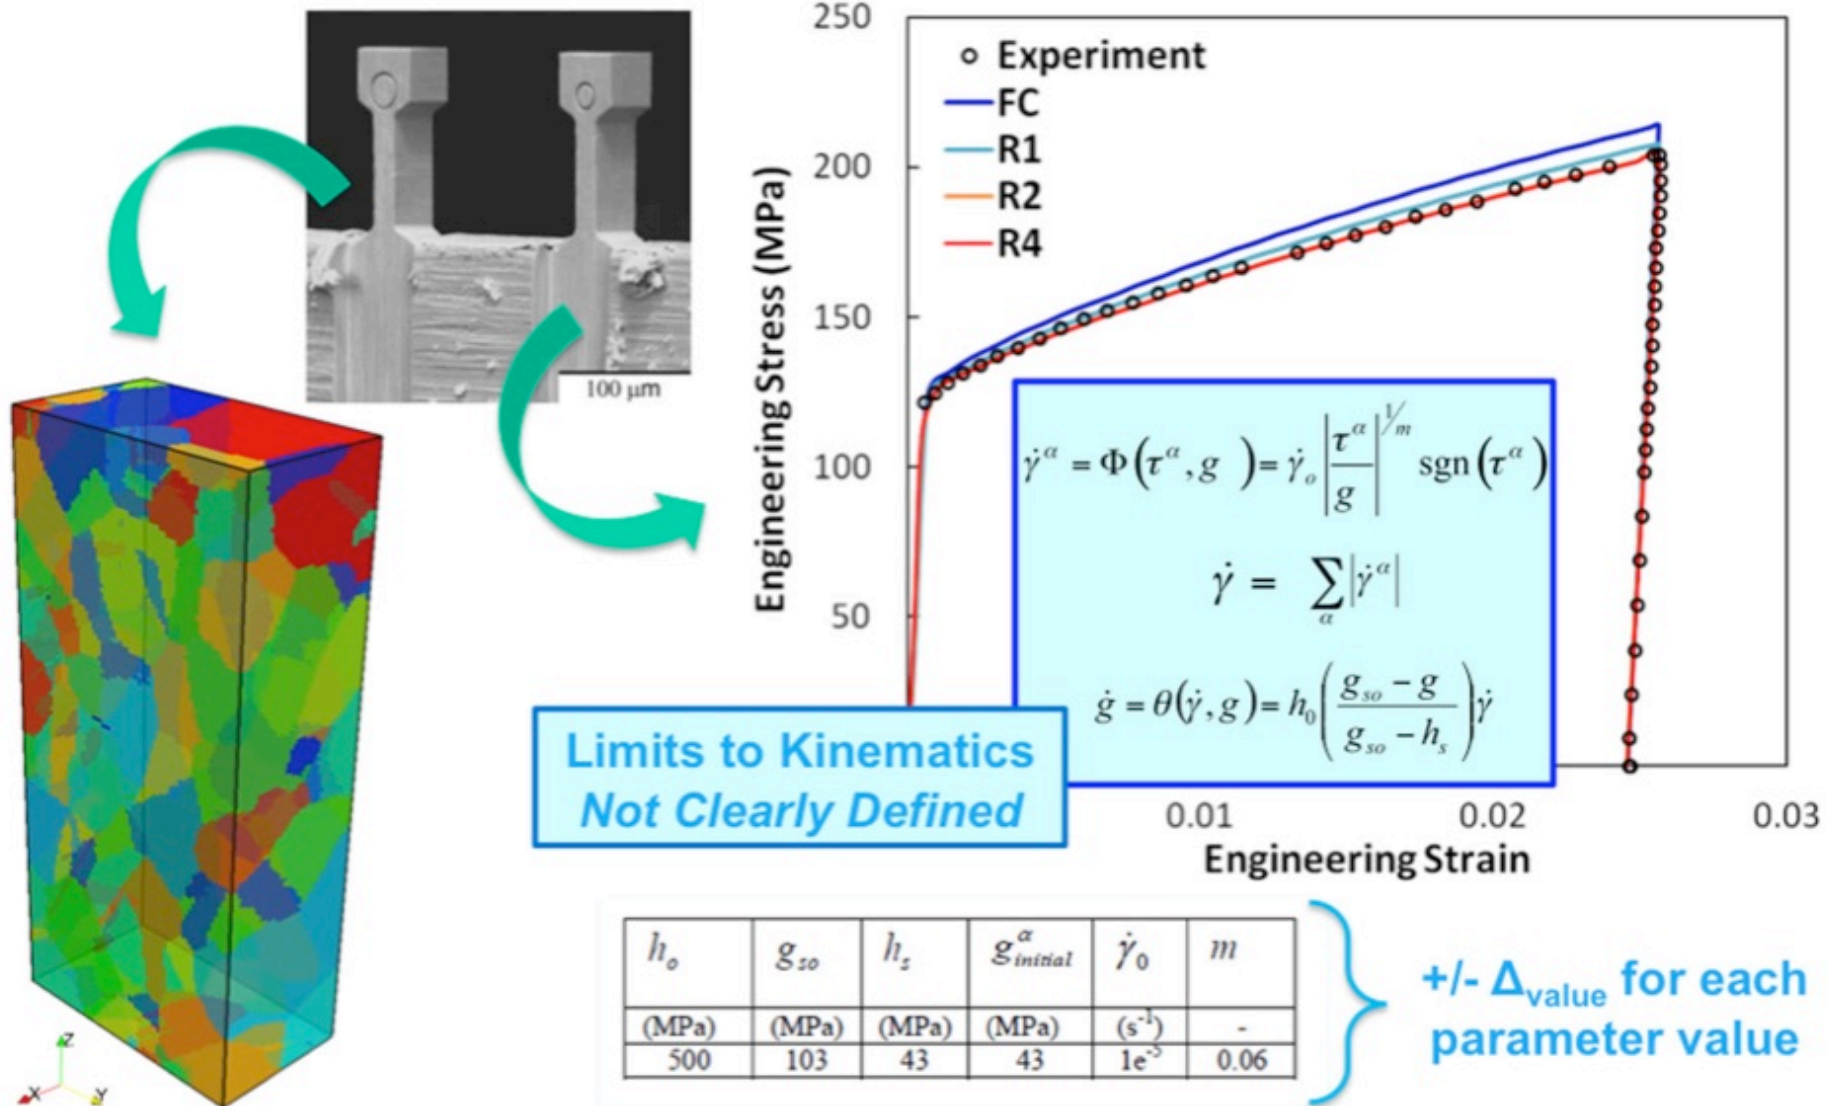 100 μm
250
200
150
100
50
Engineering Stress (MPa)
Experiment
FC
R1
R2
R4
γ̇^α = Φ(τ^α, g ) = γ̇_o |τ^α / g|^{1/m} sgn(τ^α)
γ̇ = Σ_α |γ̇^α|
ġ = θ(γ̇, g) = h_0 ((g_so − g) / (g_so − h_s)) γ̇
0.01 0.02 0.03
Engineering Strain
Limits to Kinematics
Not Clearly Defined
h_o g_so h_s g^α_initial γ̇_0 m
(MPa) (MPa) (MPa) (MPa) (s^-1) -
500 103 43 43 1e^-5 0.06
+/- Δ_value for each
parameter value
Z
X Y